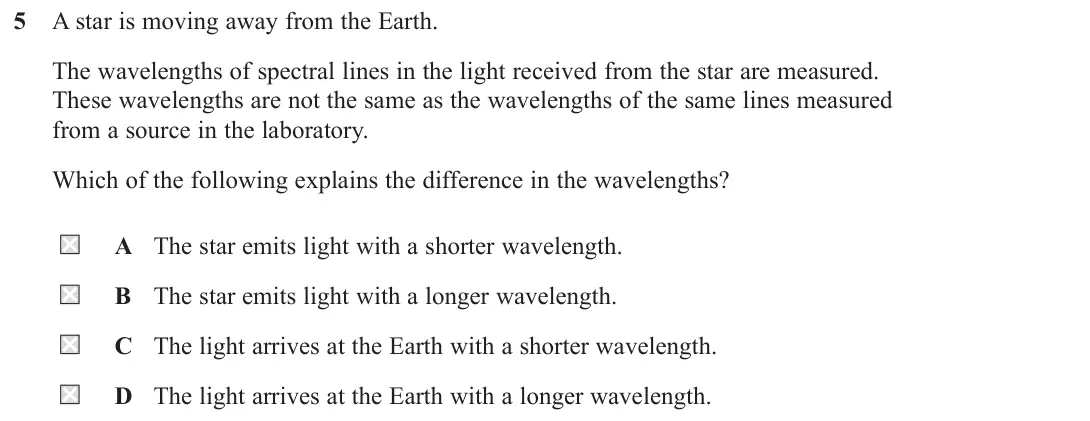 5 A star is moving away from the Earth.
The wavelengths of spectral lines in the light received from the star are measured.
These wavelengths are not the same as the wavelengths of the same lines measured
from a source in the laboratory.
Which of the following explains the difference in the wavelengths?
A The star emits light with a shorter wavelength.
B The star emits light with a longer wavelength.
C The light arrives at the Earth with a shorter wavelength.
D The light arrives at the Earth with a longer wavelength.